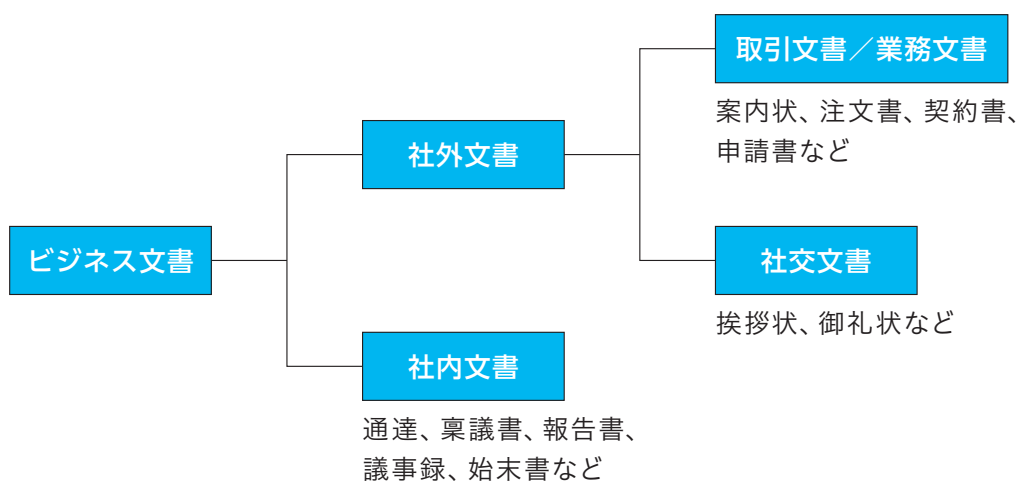 取引文書／業務文書
案内状、注文書、契約書、
申請書など
社外文書
ビジネス文書
社交文書
挨拶状、御礼状など
社内文書
通達、稟議書、報告書、
議事録、始末書など